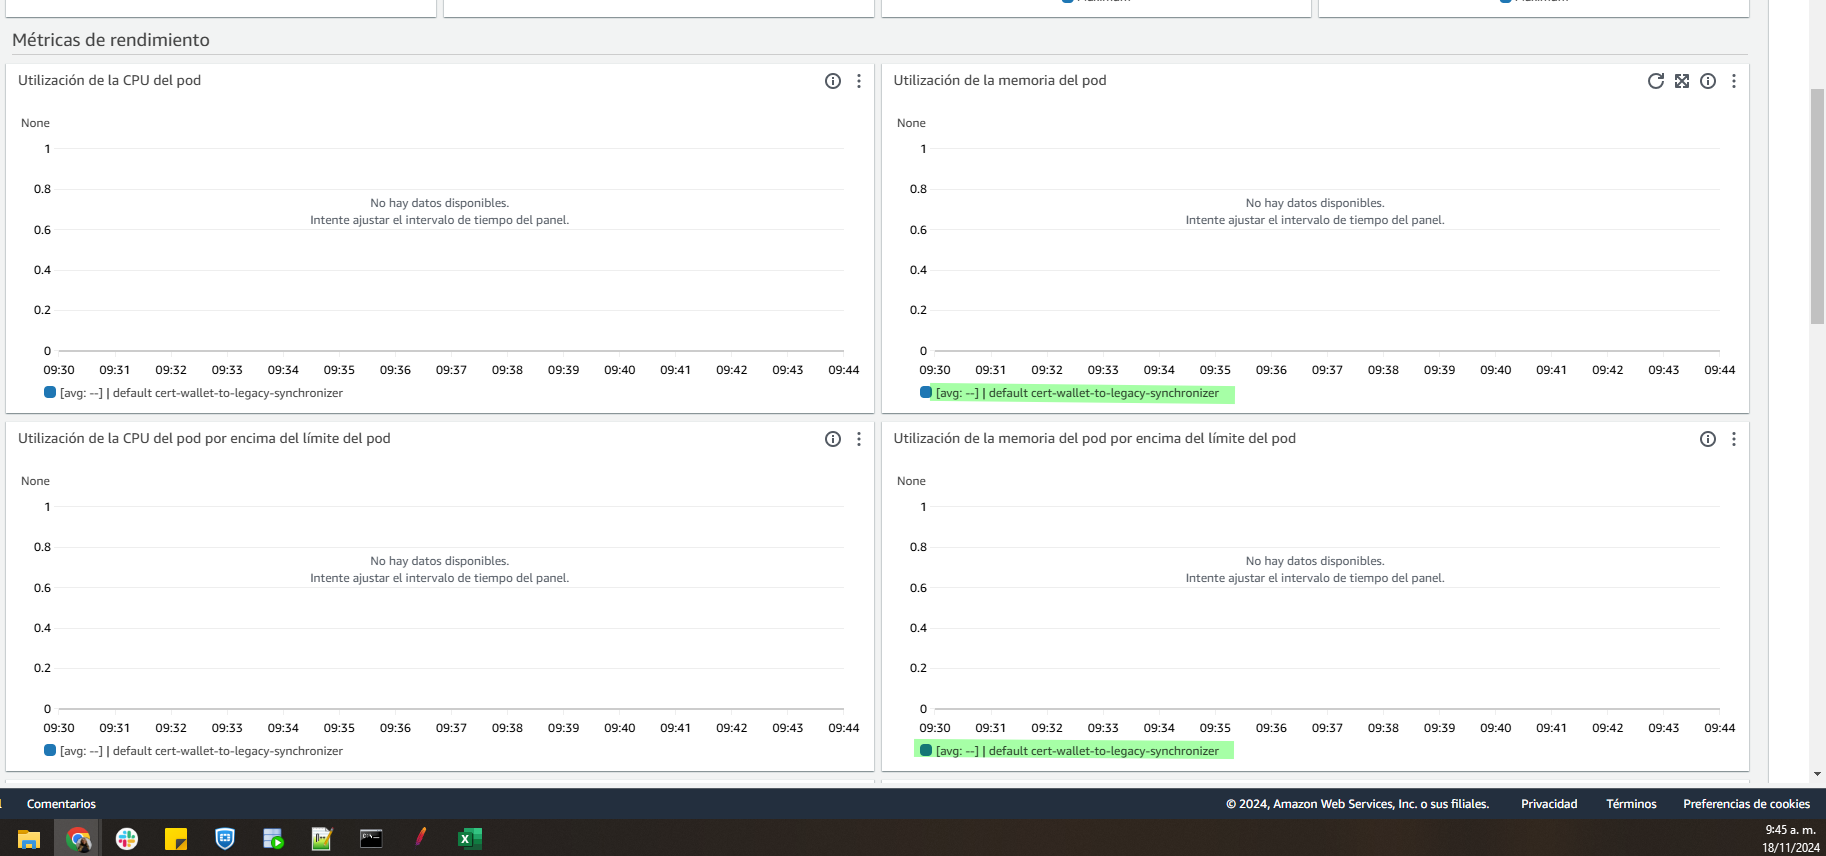 Métricas de rendimiento
Utilización de la CPU del pod
None
1
0.8
No hay datos disponibles.
Intente ajustar el intervalo de tiempo del panel.
0.6
0.4
0.2
0
09:30 09:31 09:32 09:33 09:34 09:35 09:36 09:37 09:38 09:39 09:40 09:41 09:42 09:43 09:44
[avg: --] | default cert-wallet-to-legacy-synchronizer
Utilización de la memoria del pod
None
1
0.8
No hay datos disponibles.
Intente ajustar el intervalo de tiempo del panel.
0.6
0.4
0.2
0
09:30 09:31 09:32 09:33 09:34 09:35 09:36 09:37 09:38 09:39 09:40 09:41 09:42 09:43 09:44
[avg: --] | default cert-wallet-to-legacy-synchronizer
Utilización de la CPU del pod por encima del límite del pod
None
1
0.8
No hay datos disponibles.
Intente ajustar el intervalo de tiempo del panel.
0.6
0.4
0.2
0
09:30 09:31 09:32 09:33 09:34 09:35 09:36 09:37 09:38 09:39 09:40 09:41 09:42 09:43 09:44
[avg: --] | default cert-wallet-to-legacy-synchronizer
Utilización de la memoria del pod por encima del límite del pod
None
1
0.8
No hay datos disponibles.
Intente ajustar el intervalo de tiempo del panel.
0.6
0.4
0.2
0
09:30 09:31 09:32 09:33 09:34 09:35 09:36 09:37 09:38 09:39 09:40 09:41 09:42 09:43 09:44
[avg: --] | default cert-wallet-to-legacy-synchronizer
Comentarios
© 2024, Amazon Web Services, Inc. o sus filiales. Privacidad Términos Preferencias de cookies
9:45 a. m.
18/11/2024